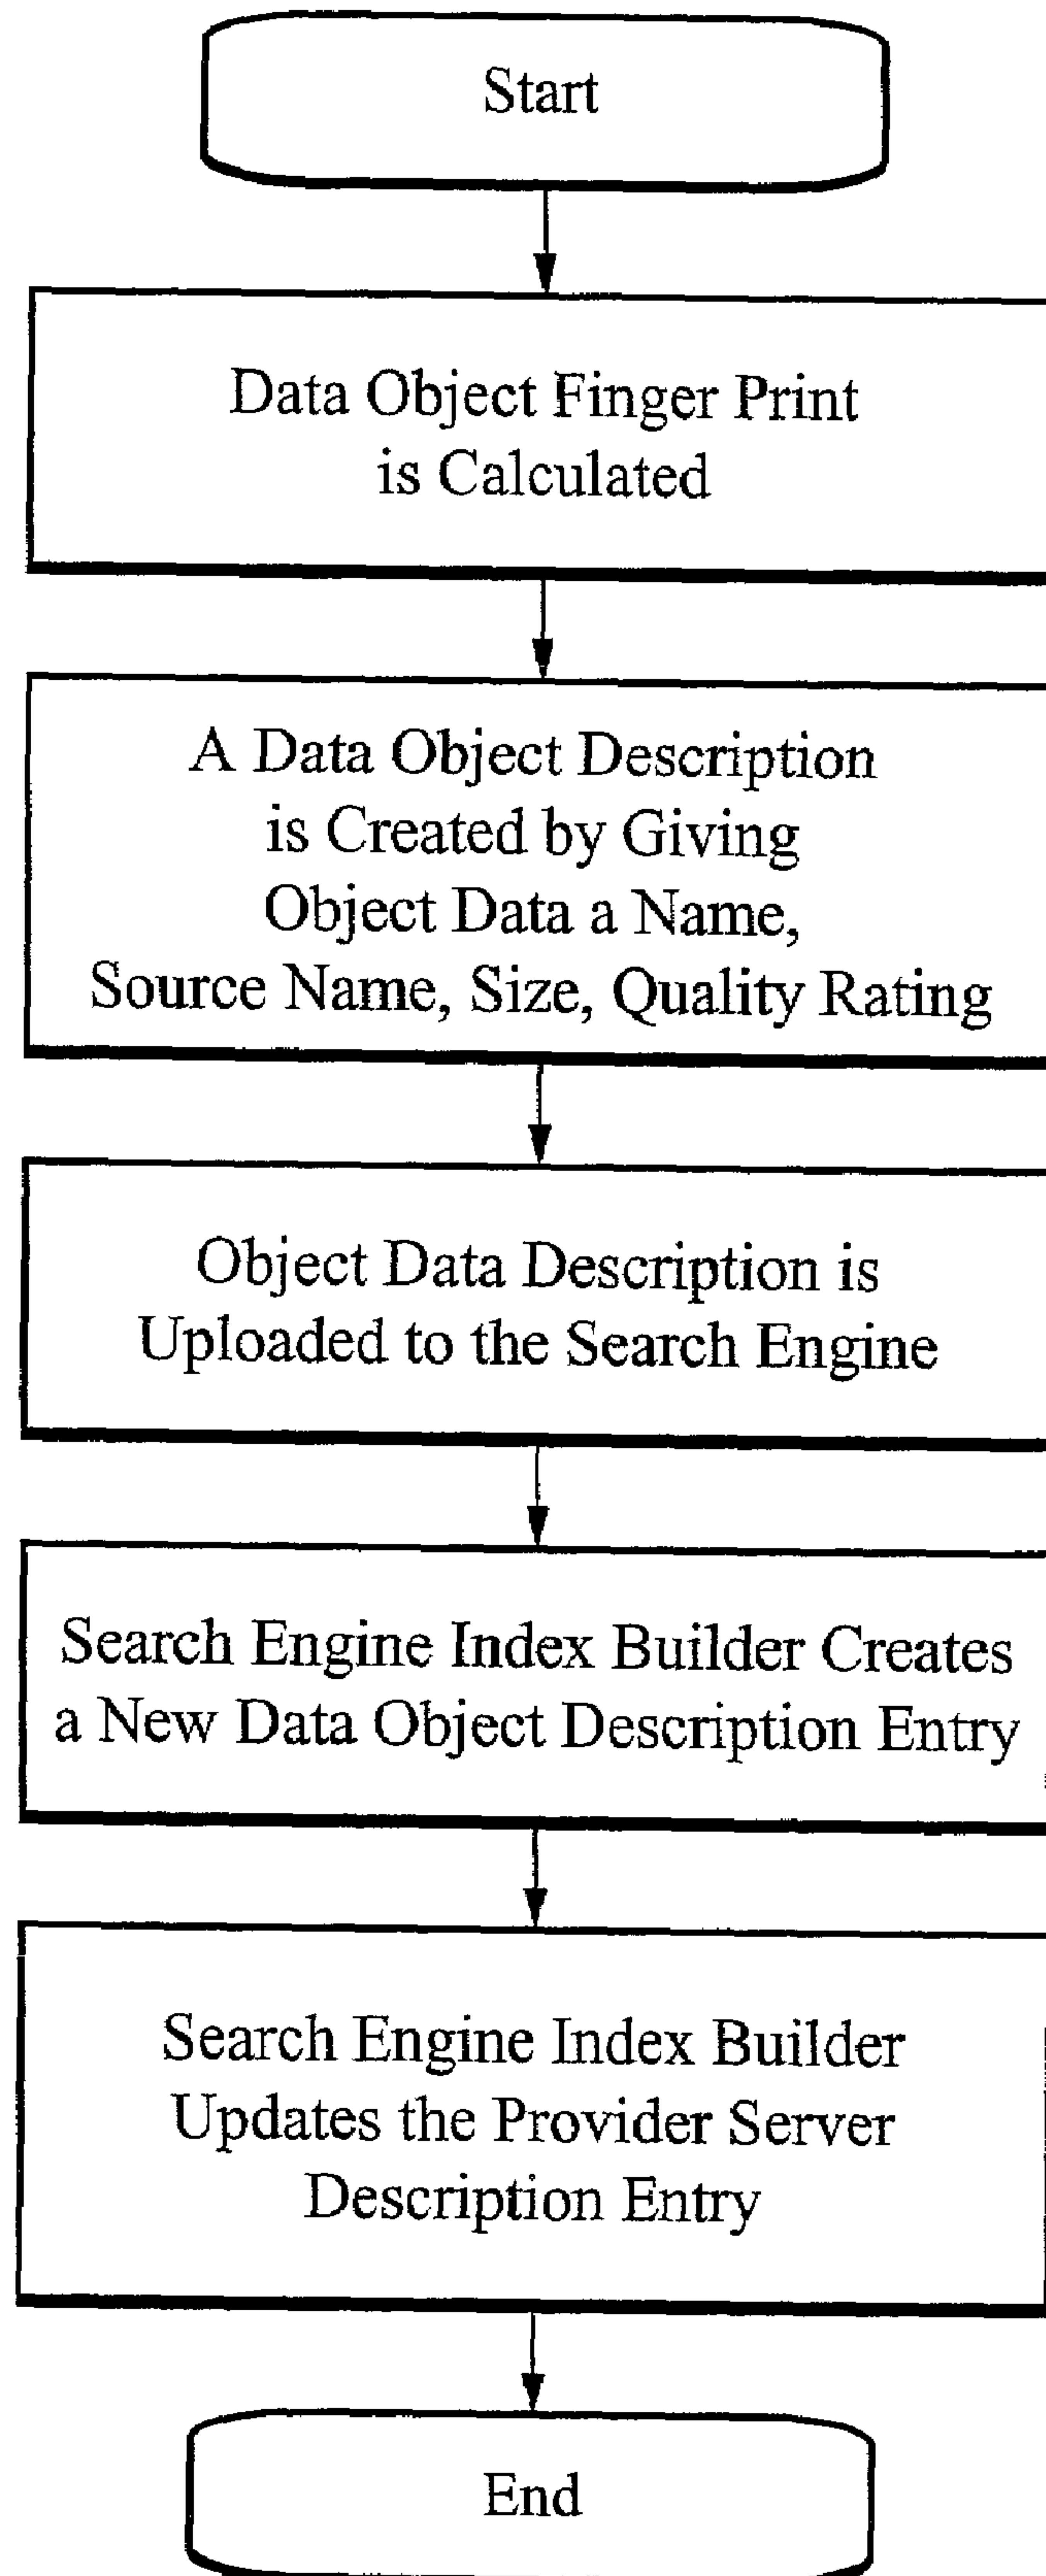 Start
Data Object Finger Print
is Calculated
A Data Object Description
is Created by Giving
Object Data a Name,
Source Name, Size, Quality Rating
Object Data Description is
Uploaded to the Search Engine
Search Engine Index Builder Creates
a New Data Object Description Entry
Search Engine Index Builder
Updates the Provider Server
Description Entry
End